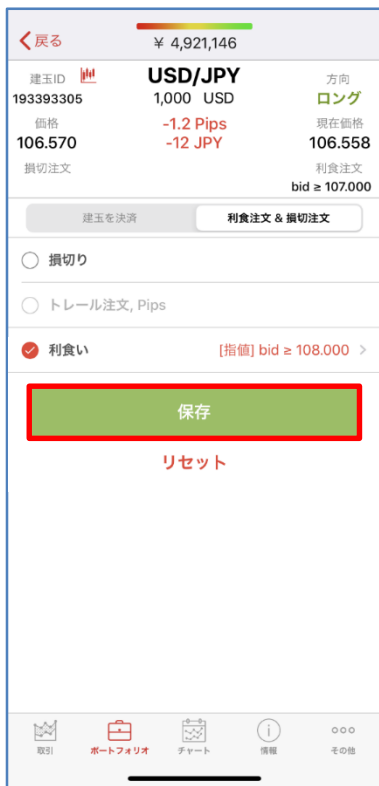 戻る
¥ 4,921,146
建玉ID USD/JPY 方向
193393305 1,000 USD ロング
価格 -1.2 Pips 現在価格
106.570 -12 JPY 106.558
損切注文 利食注文
bid ≥ 107.000
建玉を決済 利食注文 & 損切注文
損切り
トレール注文, Pips
利食い [指値] bid ≥ 108.000
保存
リセット
取引 ポートフォリオ チャート 情報 その他